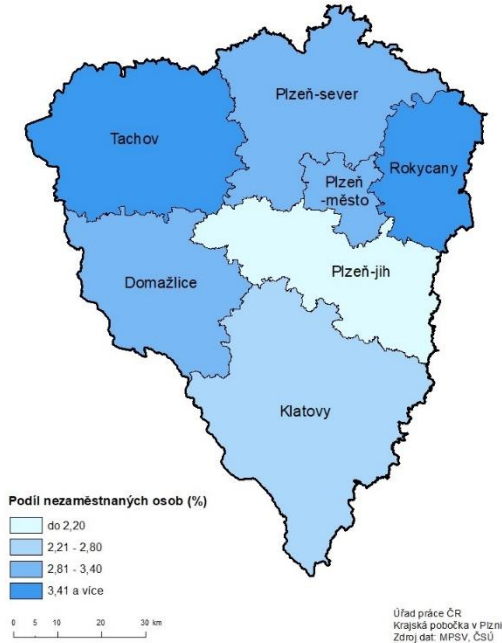 Plzeň-sever
Tachov
Rokycany
Plzeň
-město
Plzeň-jih
Domažlice
Klatovy
Podíl nezaměstnaných osob (%)
do 2,20
2,21 - 2,80
2,81 - 3,40
3,41 a více
0 5 10 20 30 km
Úřad práce ČR
Krajská pobočka v Plzni
Zdroj dat: MPSV, ČSÚ